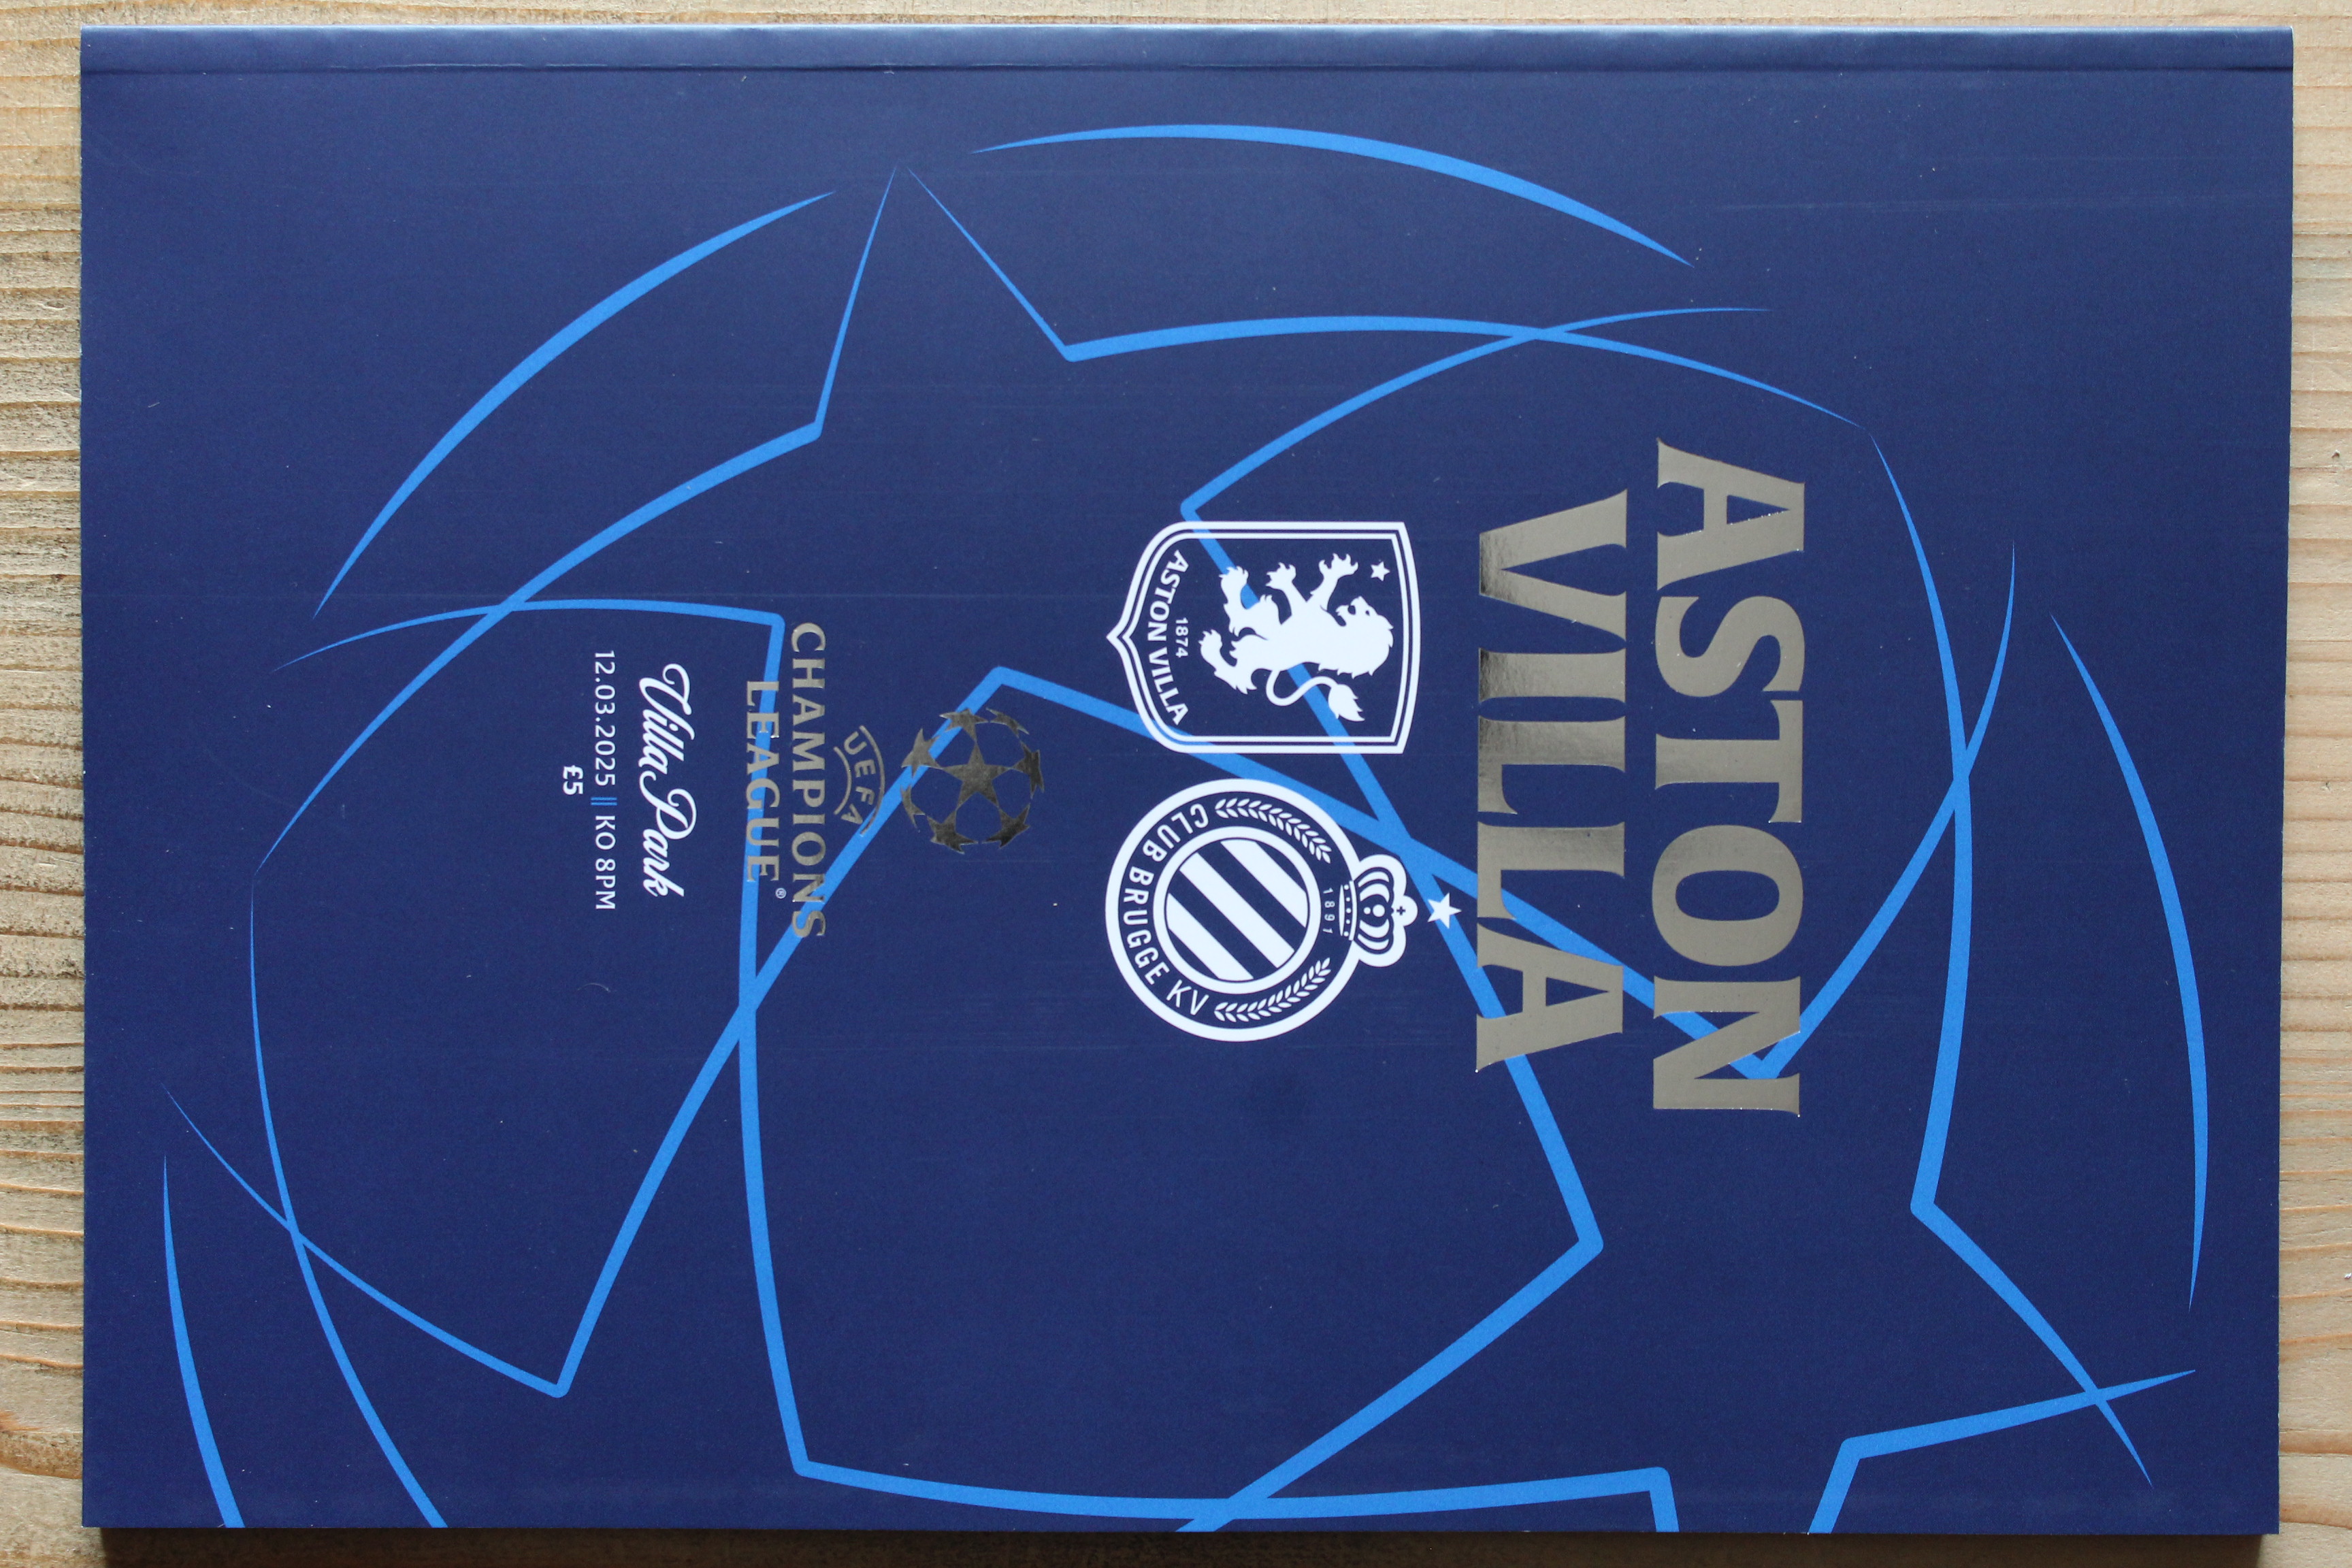 ASTON
VILLA
ASTON VILLA
1874
1891
CLUB BRUGGE KV
UEFA
CHAMPIONS
LEAGUE®
Villa Park
12.03.2025 || KO 8PM
£5